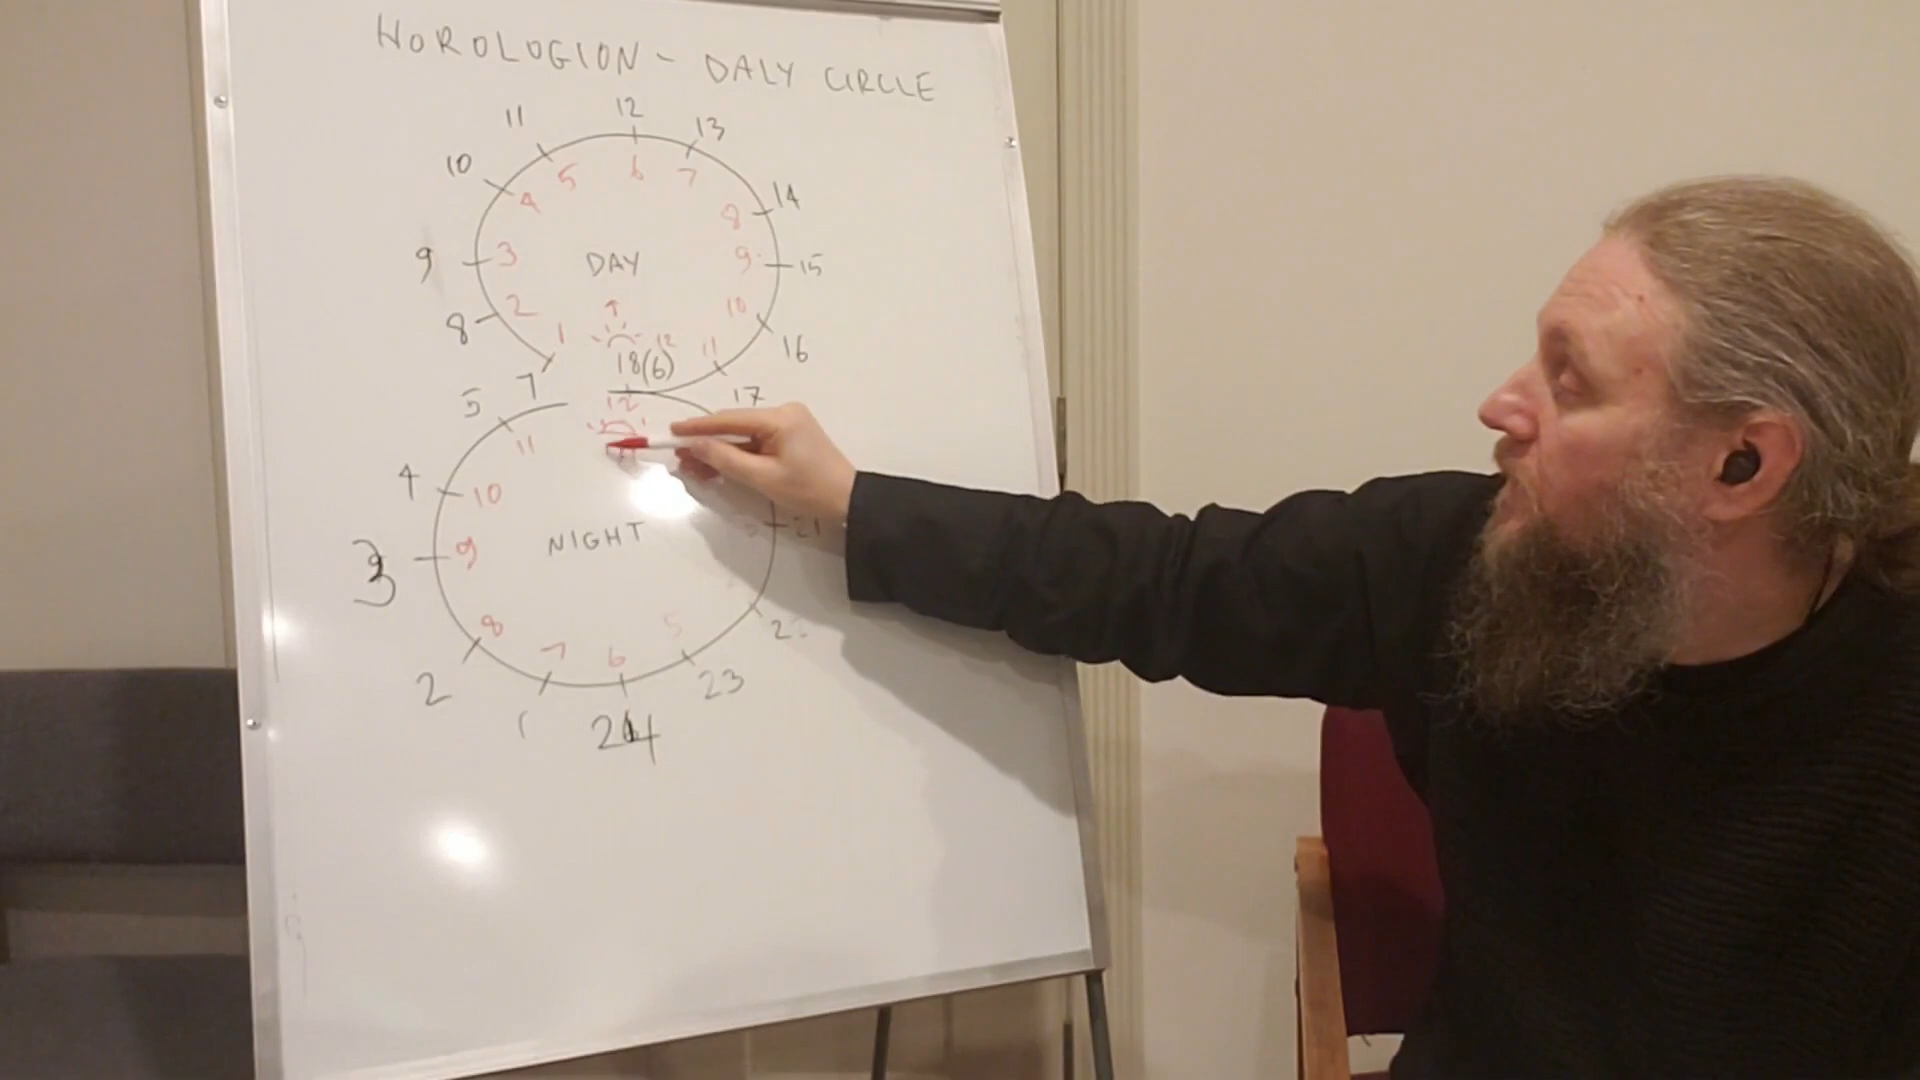 HOROLOGION - DALY CIRCLE
11 12 13
10 5 6 7 14
4 8
9 3 DAY 9 15
8 2 10
1 12 11 16
18(6)
5 7 12 17
11
4 10
NIGHT 21
3 9
8 5 22
7 6 23
2
1 24